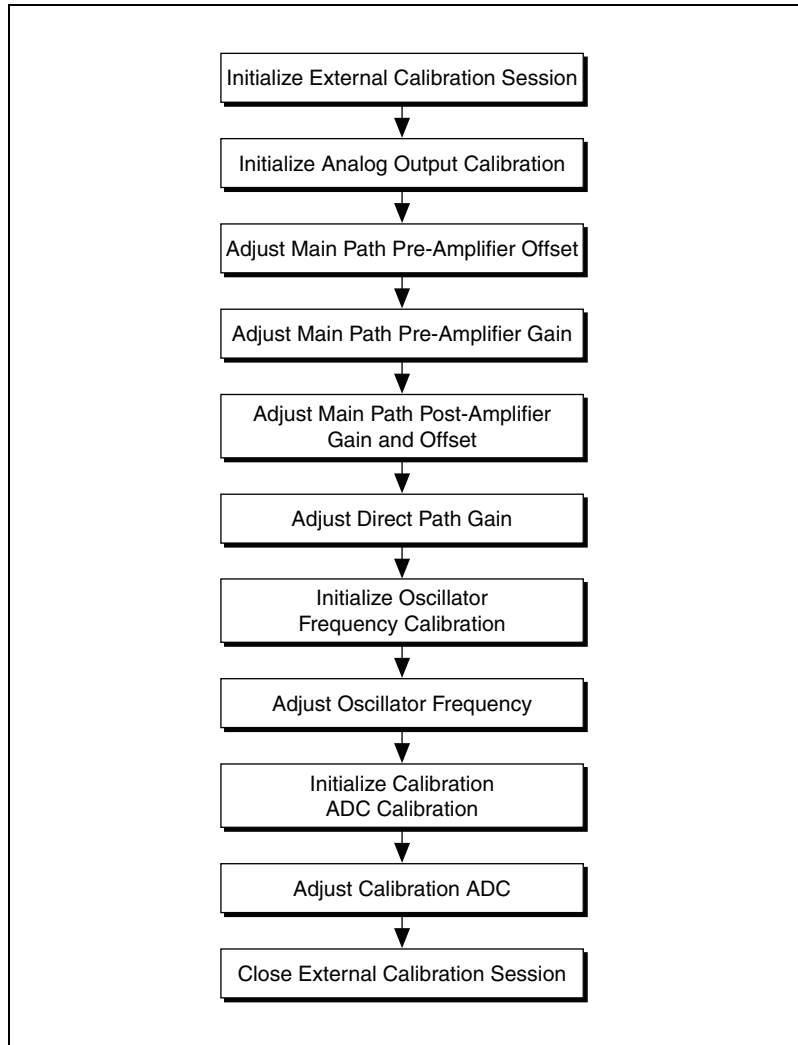 Initialize External Calibration Session
Initialize Analog Output Calibration
Adjust Main Path Pre-Amplifier Offset
Adjust Main Path Pre-Amplifier Gain
Adjust Main Path Post-Amplifier
Gain and Offset
Adjust Direct Path Gain
Initialize Oscillator
Frequency Calibration
Adjust Oscillator Frequency
Initialize Calibration
ADC Calibration
Adjust Calibration ADC
Close External Calibration Session